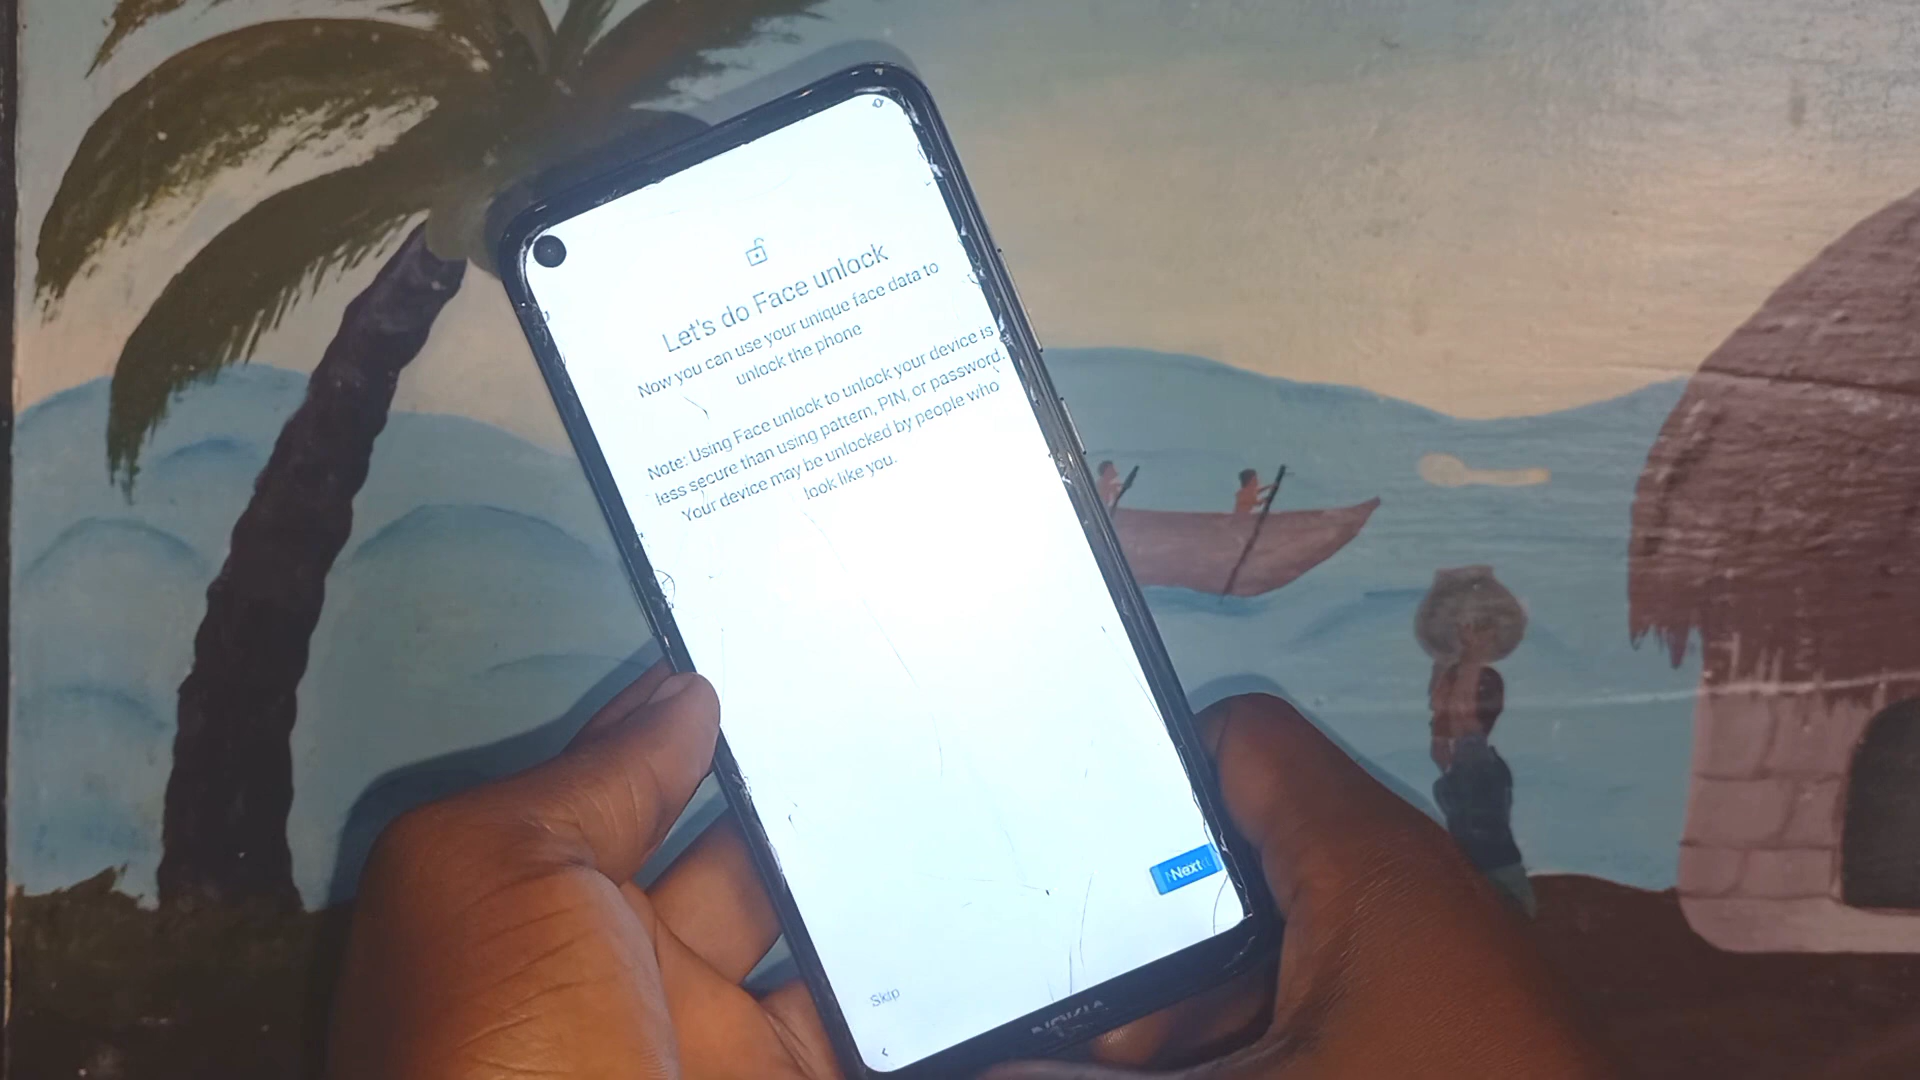 Let's do Face unlock
Now you can use your unique face data to
unlock the phone
Note: Using Face unlock to unlock your device is
less secure than using pattern, PIN, or password.
Your device may be unlocked by people who
look like you.
Next
Skip
NOKIA